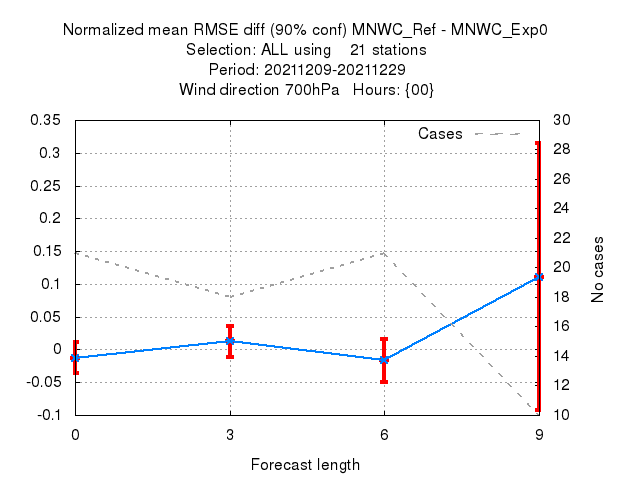 Normalized mean RMSE diff (90% conf) MNWC_Ref - MNWC_Exp0
Selection: ALL using    21 stations
Period: 20211209-20211229
Wind direction 700hPa   Hours: {00}
Cases
0.35
0.3
0.25
0.2
0.15
0.1
0.05
0
-0.05
-0.1
30
28
26
24
22
20
18
16
14
12
10
No cases
0 3 6 9
Forecast length